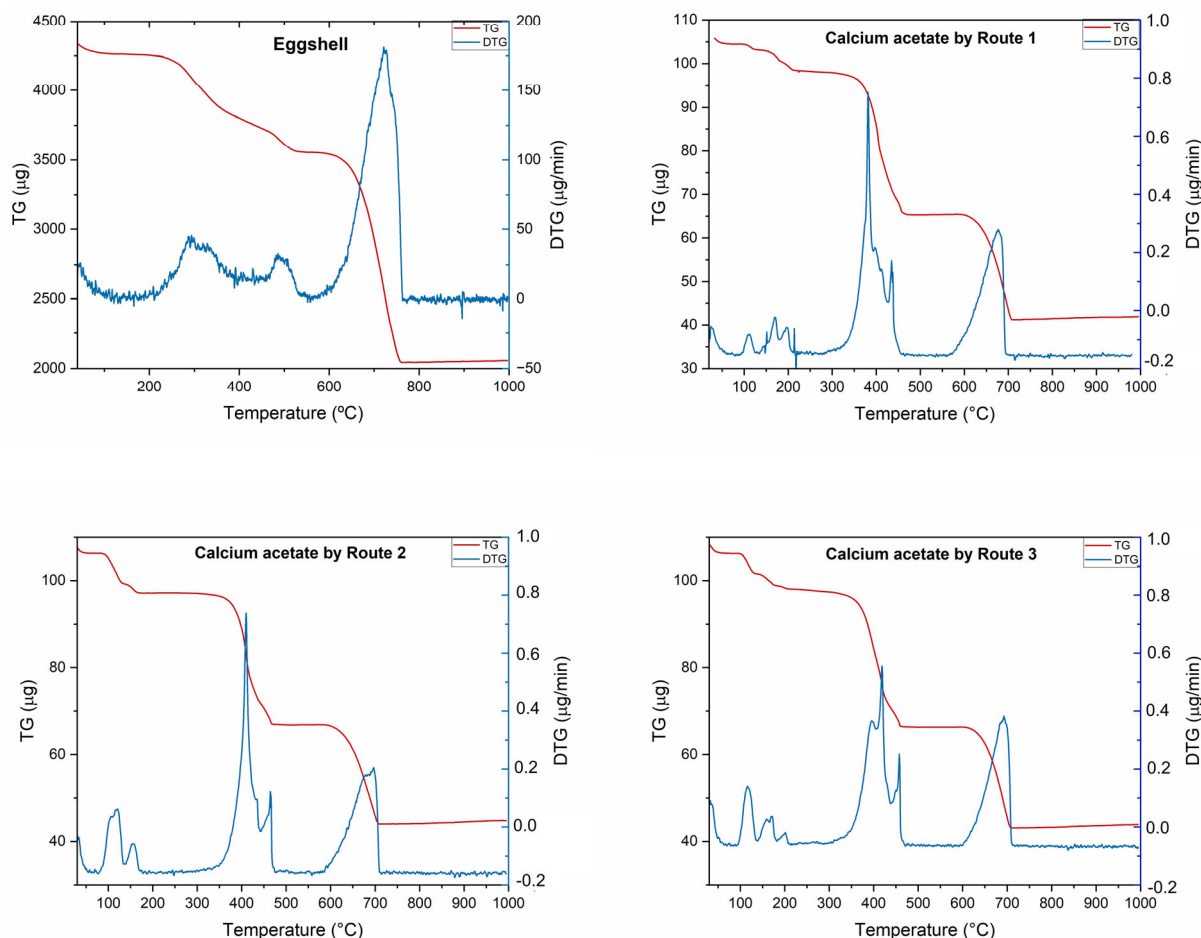 Eggshell
TG
DTG
4500
4250
4000
3750
3500
3250
3000
2750
2500
2250
2000
TG (μg)
200
150
100
50
0
−50
DTG (μg/min)
200
400
600
800
1000
Temperature (ºC)
Calcium acetate by Route 1
TG
DTG
110
100
90
80
70
60
50
40
30
TG (μg)
1.0
0.8
0.6
0.4
0.2
0.0
-0.2
DTG (μg/min)
100 200 300 400 500 600 700 800 900 1000
Temperature (°C)
Calcium acetate by Route 2
TG
DTG
100
80
60
40
TG (μg)
1.0
0.8
0.6
0.4
0.2
0.0
-0.2
DTG (μg/min)
100 200 300 400 500 600 700 800 900 1000
Temperature (°C)
Calcium acetate by Route 3
TG
DTG
100
80
60
40
TG (μg)
1.0
0.8
0.6
0.4
0.2
0.0
-0.2
DTG (μg/min)
100 200 300 400 500 600 700 800 900 1000
Temperature (°C)